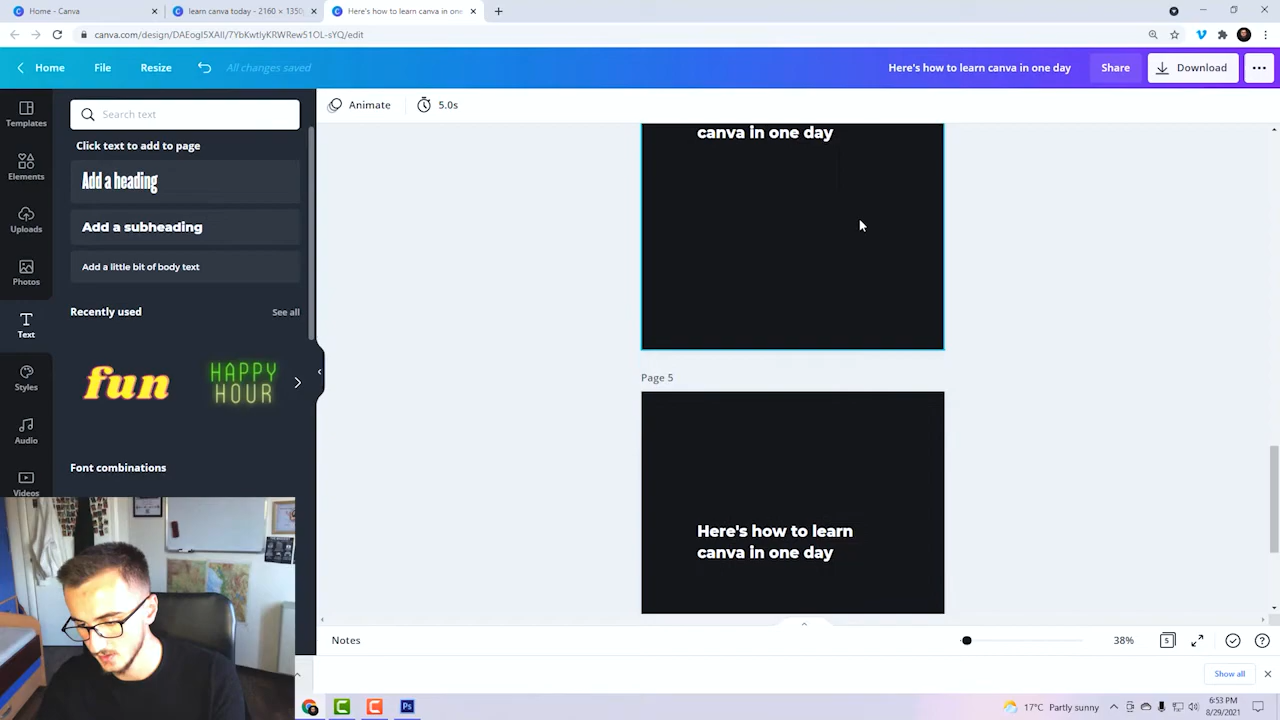 Home - Canva
learn canva today - 2160 × 1350
Here's how to learn canva in one
canva.com/design/DAEogI5XAlI/7YbKwtlyKRWRew51OL-sYQ/edit
Home
File
Resize
All changes saved
Here's how to learn canva in one day
Share
Download
Templates
Elements
Uploads
Photos
Text
Styles
Audio
Videos
Search text
Click text to add to page
Add a heading
Add a subheading
Add a little bit of body text
Recently used
See all
fun
HAPPY
HOUR
Font combinations
Animate
5.0s
canva in one day
Page 5
Here's how to learn
canva in one day
Notes
38%
5
Show all
Ps
17°C Partly sunny
6:53 PM
8/29/2021